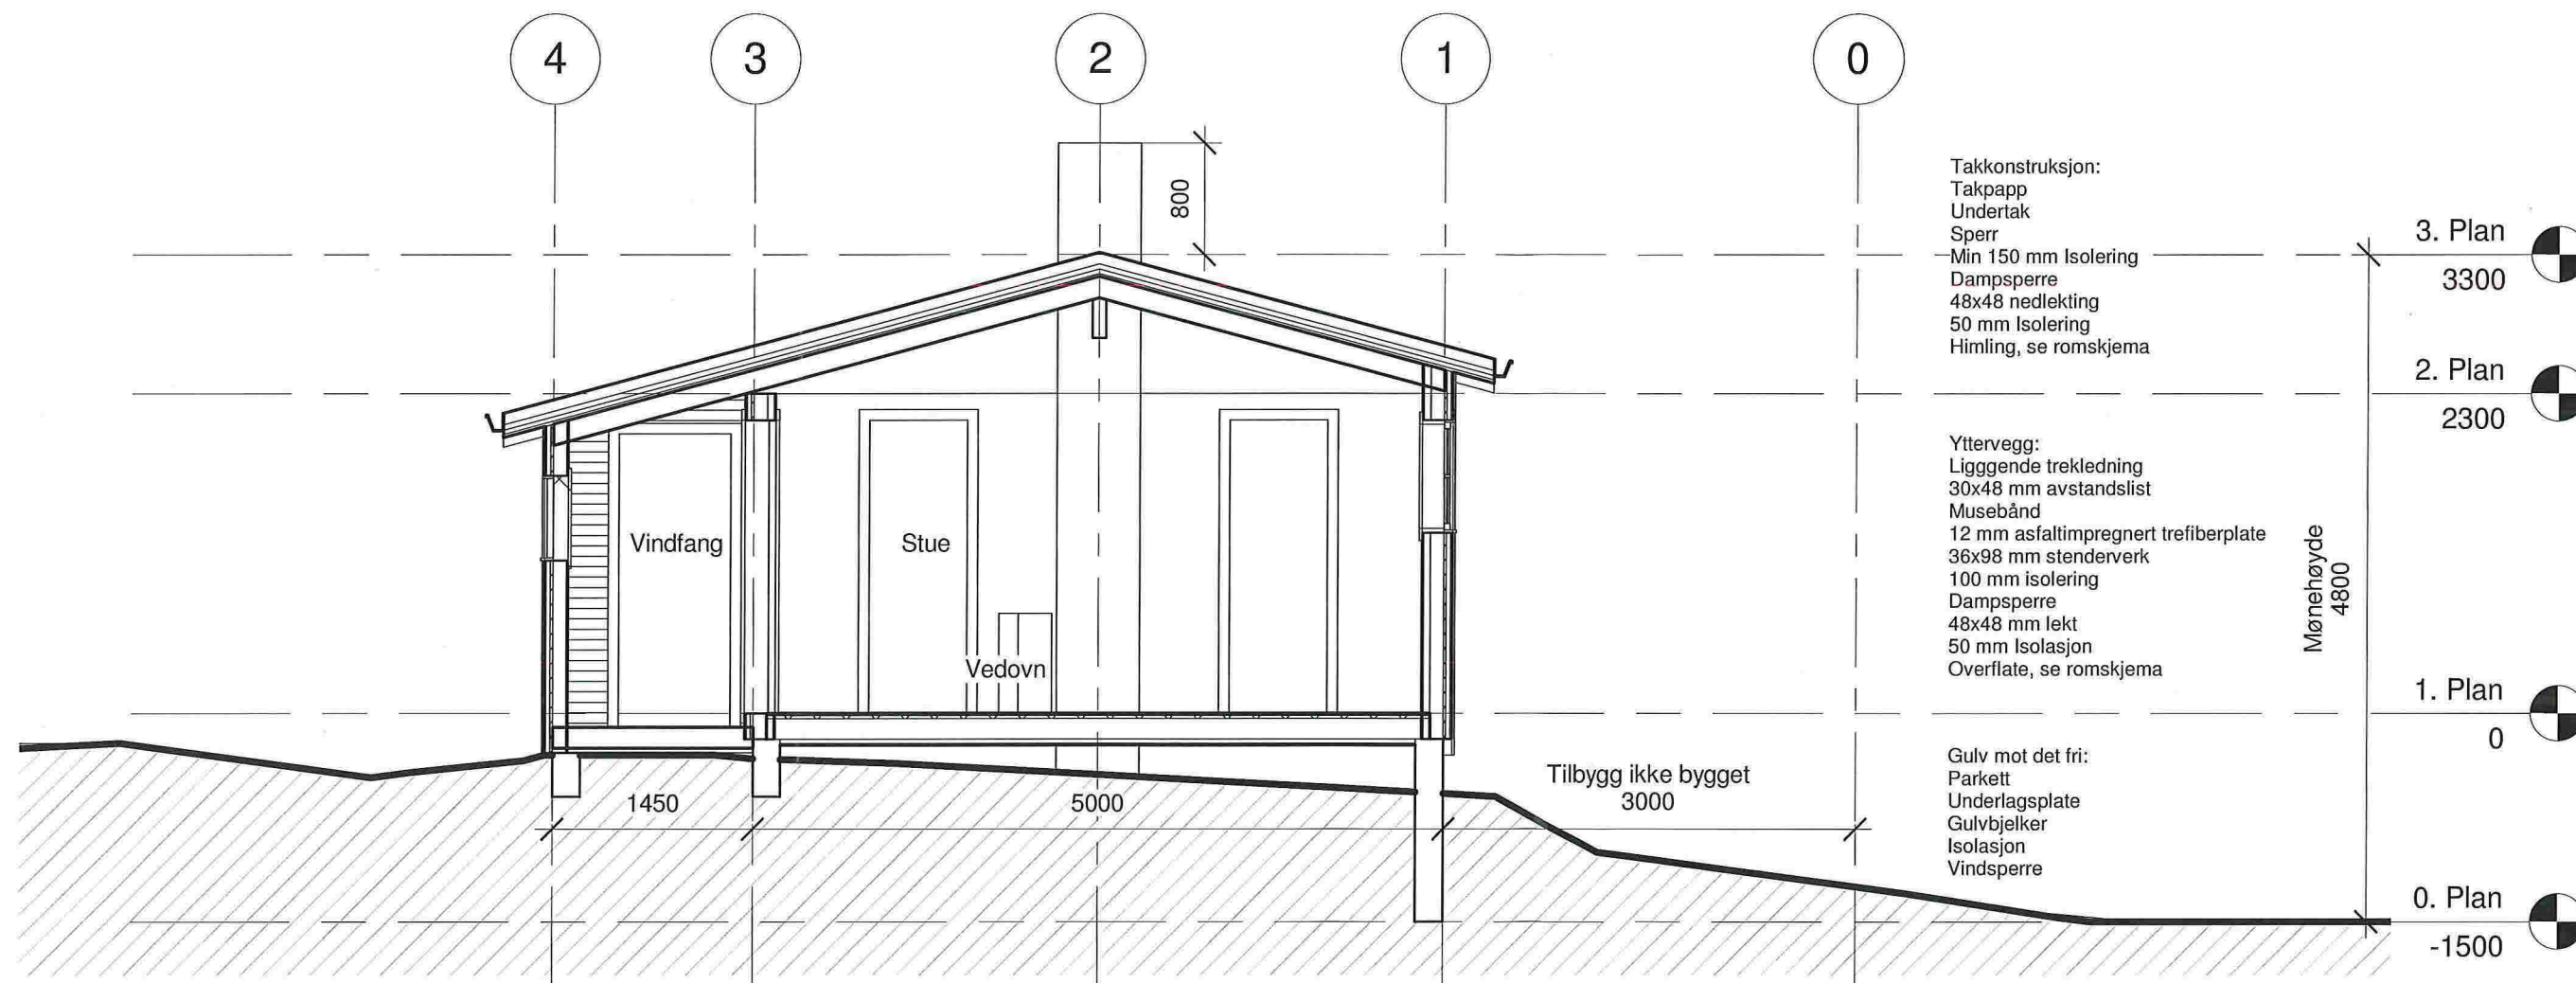 4
3
2
1
0
800
Takkonstruksjon:
Takpapp
Undertak
Sperr
Min 150 mm Isolering
Dampsperre
48x48 nedlekting
50 mm Isolering
Himling, se romskjema
3. Plan
3300
2. Plan
2300
Yttervegg:
Ligggende trekledning
30x48 mm avstandslist
Musebånd
12 mm asfaltimpregnert trefiberplate
36x98 mm stenderverk
100 mm isolering
Dampsperre
48x48 mm lekt
50 mm Isolasjon
Overflate, se romskjema
Mønehøyde
4800
Vindfang
Stue
Vedovn
1. Plan
0
Gulv mot det fri:
Parkett
Underlagsplate
Gulvbjelker
Isolasjon
Vindsperre
1450
5000
Tilbygg ikke bygget
3000
0. Plan
-1500